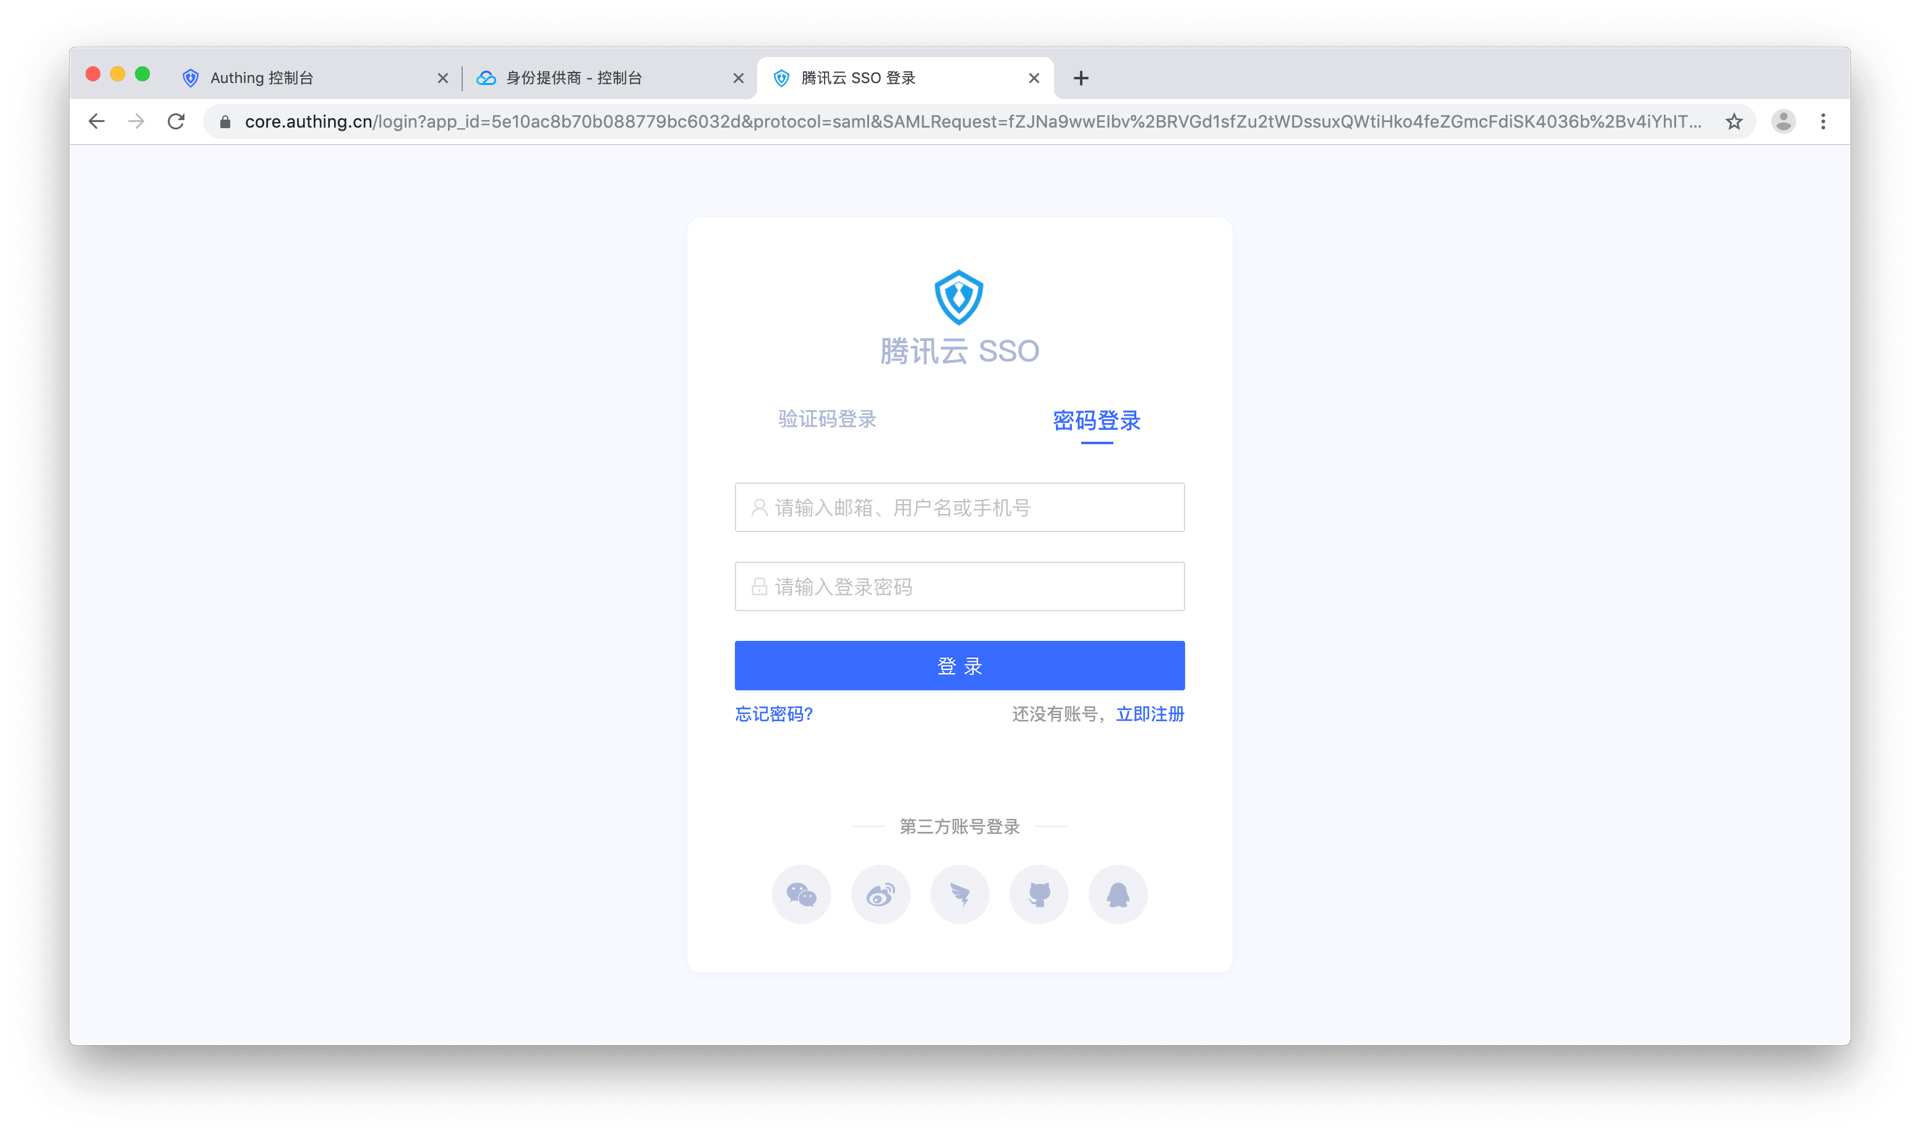 Authing 控制台
身份提供商 - 控制台
腾讯云 SSO 登录
core.authing.cn/login?app_id=5e10ac8b70b088779bc6032d&protocol=saml&SAMLRequest=fZJNa9wwEIbv%2BRVGd1sfZu2tWDssuxQWtiHko4feZGmcFdiSK4036b%2Bv4iYhIT...
腾讯云 SSO
验证码登录
密码登录
请输入邮箱、用户名或手机号
请输入登录密码
登 录
忘记密码?
还没有账号，立即注册
第三方账号登录